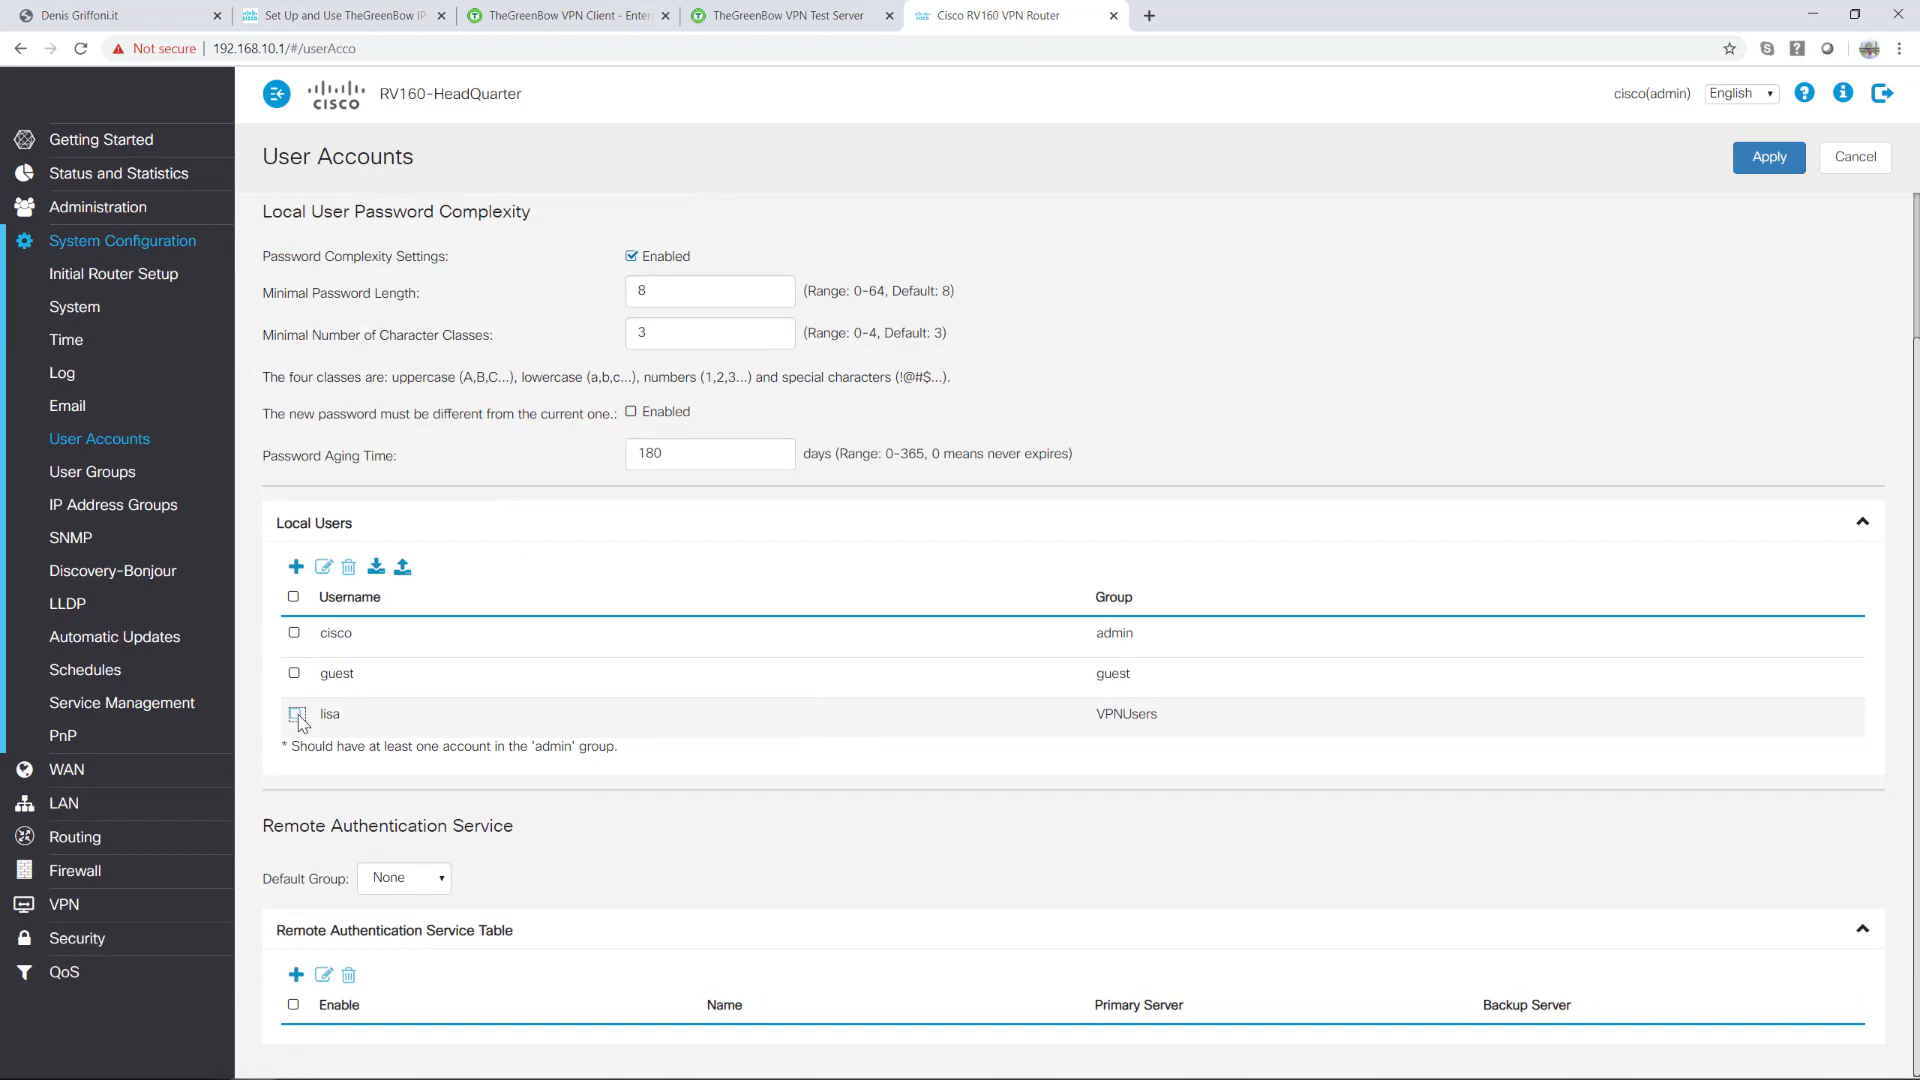 Denis Griffoni.it
Set Up and Use TheGreenBow IP
TheGreenBow VPN Client - Enter
TheGreenBow VPN Test Server
Cisco RV160 VPN Router
Not secure
192.168.10.1/#/userAcco
CISCO
RV160-HeadQuarter
cisco(admin)
English
User Accounts
Apply
Cancel
Getting Started
Status and Statistics
Administration
System Configuration
Initial Router Setup
System
Time
Log
Email
User Accounts
User Groups
IP Address Groups
SNMP
Discovery-Bonjour
LLDP
Automatic Updates
Schedules
Service Management
PnP
WAN
LAN
Routing
Firewall
VPN
Security
QoS
Local User Password Complexity
Password Complexity Settings: Enabled
Minimal Password Length: 8 (Range: 0-64, Default: 8)
Minimal Number of Character Classes: 3 (Range: 0-4, Default: 3)
The four classes are: uppercase (A,B,C...), lowercase (a,b,c...), numbers (1,2,3...) and special characters (!@#$...).
The new password must be different from the current one.: Enabled
Password Aging Time: 180 days (Range: 0-365, 0 means never expires)
Local Users
Username Group
cisco admin
guest guest
lisa VPNUsers
* Should have at least one account in the 'admin' group.
Remote Authentication Service
Default Group: None
Remote Authentication Service Table
Enable Name Primary Server Backup Server